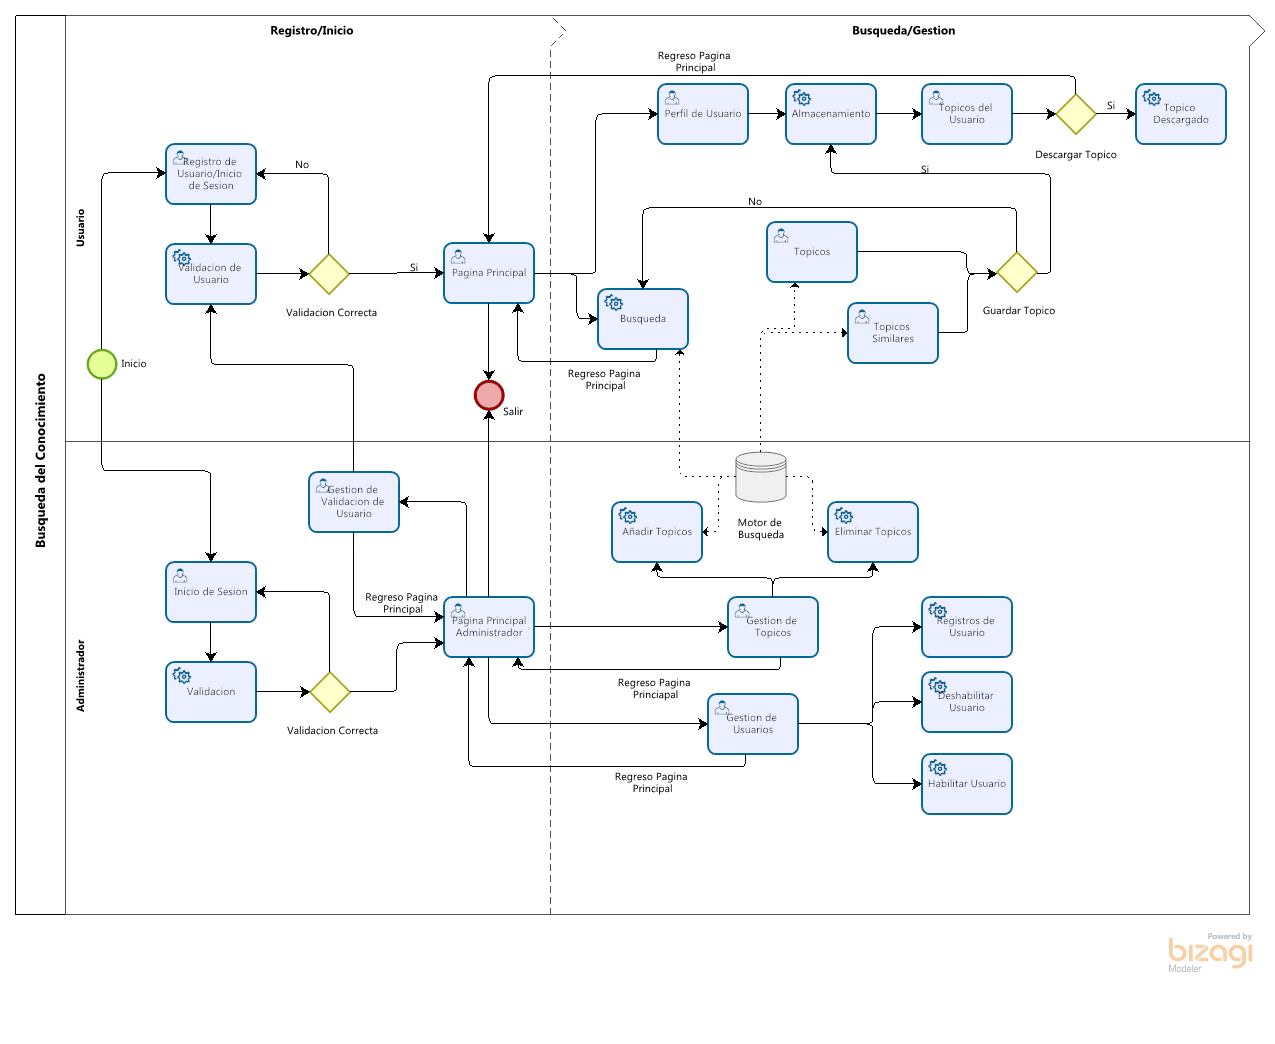 Registro/Inicio
Busqueda/Gestion
Busqueda del Conocimiento
Usuario
Administrador
Regreso Pagina
Principal
Perfil de Usuario
Almacenamiento
Topicos del
Usuario
Si
Topico
Descargado
Descargar Topico
Registro de
Usuario/Inicio
de Sesion
No
Si
No
Validacion de
Usuario
Validacion Correcta
Si
Pagina Principal
Busqueda
Topicos
Topicos
Similares
Guardar Topico
Inicio
Regreso Pagina
Principal
Salir
Gestion de
Validacion de
Usuario
Motor de
Busqueda
Añadir Topicos
Eliminar Topicos
Inicio de Sesion
Regreso Pagina
Principal
Pagina Principal
Administrador
Gestion de
Topicos
Registros de
Usuario
Validacion
Validacion Correcta
Regreso Pagina
Princiapal
Deshabilitar
Usuario
Gestion de
Usuarios
Regreso Pagina
Principal
Habilitar Usuario
Powered by
bizagi
Modeler